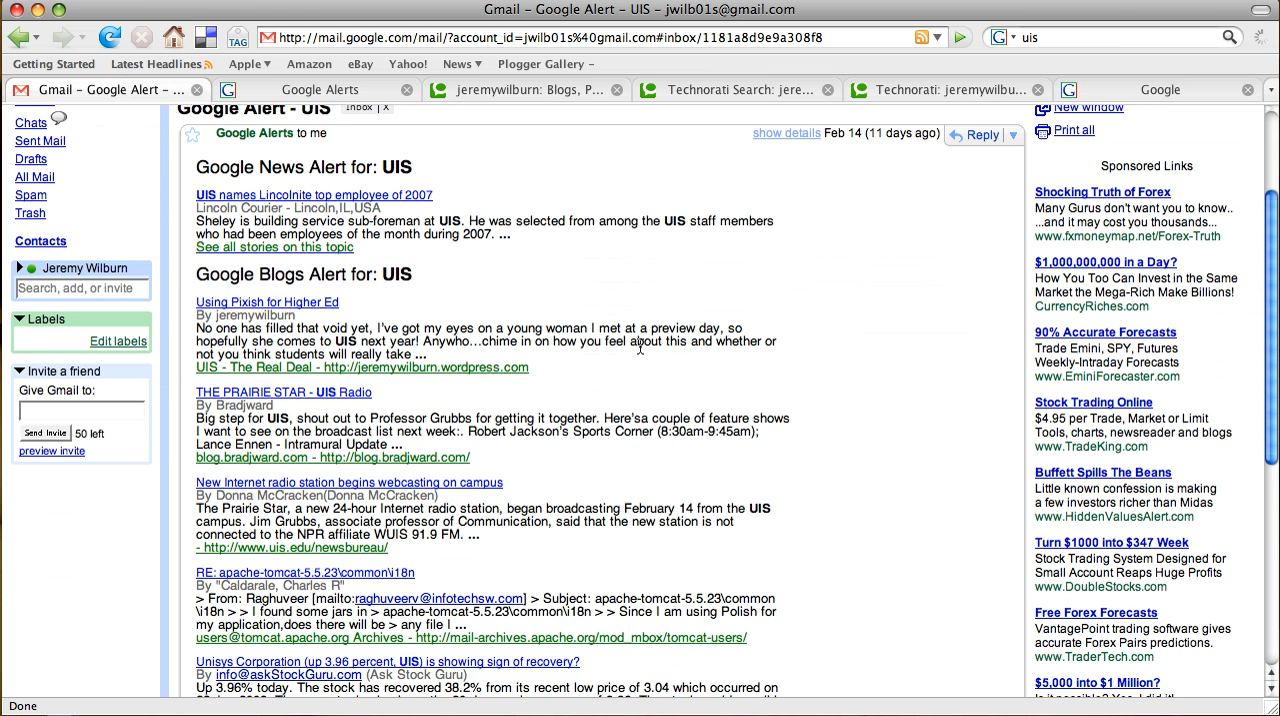 Gmail - Google Alert - UIS - jwilb01s@gmail.com
http://mail.google.com/mail/?account_id=jwilb01s%40gmail.com#inbox/1181a8d9e9a308f8
uis
Getting Started Latest Headlines Apple Amazon eBay Yahoo! News Plogger Gallery –
Gmail - Google Alert - ... Google Alerts jeremywilburn: Blogs, P... Technorati Search: jere... Technorati: jeremywilbu... Google
Chats
Sent Mail
Drafts
All Mail
Spam
Trash
Contacts
Jeremy Wilburn
Search, add, or invite
Labels
Edit labels
Invite a friend
Give Gmail to:
Send Invite 50 left
preview invite
Google Alert - UIS Inbox | X
Google Alerts to me show details Feb 14 (11 days ago) Reply
Google News Alert for: UIS
UIS names Lincolnite top employee of 2007
Lincoln Courier - Lincoln,IL,USA
Sheley is building service sub-foreman at UIS. He was selected from among the UIS staff members
who had been employees of the month during 2007. ...
See all stories on this topic
Google Blogs Alert for: UIS
Using Pixish for Higher Ed
By jeremywilburn
No one has filled that void yet, I've got my eyes on a young woman I met at a preview day, so
hopefully she comes to UIS next year! Anywho...chime in on how you feel about this and whether or
not you think students will really take ...
UIS - The Real Deal - http://jeremywilburn.wordpress.com
THE PRAIRIE STAR - UIS Radio
By Bradjward
Big step for UIS, shout out to Professor Grubbs for getting it together. Here'sa couple of feature shows
I want to see on the broadcast list next week:. Robert Jackson's Sports Corner (8:30am-9:45am);
Lance Ennen - Intramural Update ...
blog.bradjward.com - http://blog.bradjward.com/
New Internet radio station begins webcasting on campus
By Donna McCracken(Donna McCracken)
The Prairie Star, a new 24-hour Internet radio station, began broadcasting February 14 from the UIS
campus. Jim Grubbs, associate professor of Communication, said that the new station is not
connected to the NPR affiliate WUIS 91.9 FM. ...
- http://www.uis.edu/newsbureau/
RE: apache-tomcat-5.5.23\common\i18n
By "Caldarale, Charles R"
> From: Raghuveer [mailto:raghuveerv@infotechsw.com] > Subject: apache-tomcat-5.5.23\common
\i18n > > I found some jars in > apache-tomcat-5.5.23\common\i18n > > Since I am using Polish for
my application,does there will be > any file I ...
users@tomcat.apache.org Archives - http://mail-archives.apache.org/mod_mbox/tomcat-users/
Unisys Corporation (up 3.96 percent, UIS) is showing sign of recovery?
By info@askStockGuru.com (Ask Stock Guru)
Up 3.96% today. The stock has recovered 38.2% from its recent low price of 3.04 which occurred on
New window
Print all
Sponsored Links
Shocking Truth of Forex
Many Gurus don't want you to know..
..and it may cost you thousands...
www.fxmoneymap.net/Forex-Truth
$1,000,000,000 in a Day?
How You Too Can Invest in the Same
Market the Mega-Rich Make Billions!
CurrencyRiches.com
90% Accurate Forecasts
Trade Emini, SPY, Futures
Weekly-Intraday Forecasts
www.EminiForecaster.com
Stock Trading Online
$4.95 per Trade, Market or Limit
Tools, charts, newsreader and blogs
www.TradeKing.com
Buffett Spills The Beans
Little known confession is making
a few investors richer than Midas
www.HiddenValuesAlert.com
Turn $1000 into $347 Week
Stock Trading System Designed for
Small Account Reaps Huge Profits
www.DoubleStocks.com
Free Forex Forecasts
VantagePoint trading software gives
accurate Forex Pairs predictions.
www.TraderTech.com
$5,000 into $1 Million?
Done